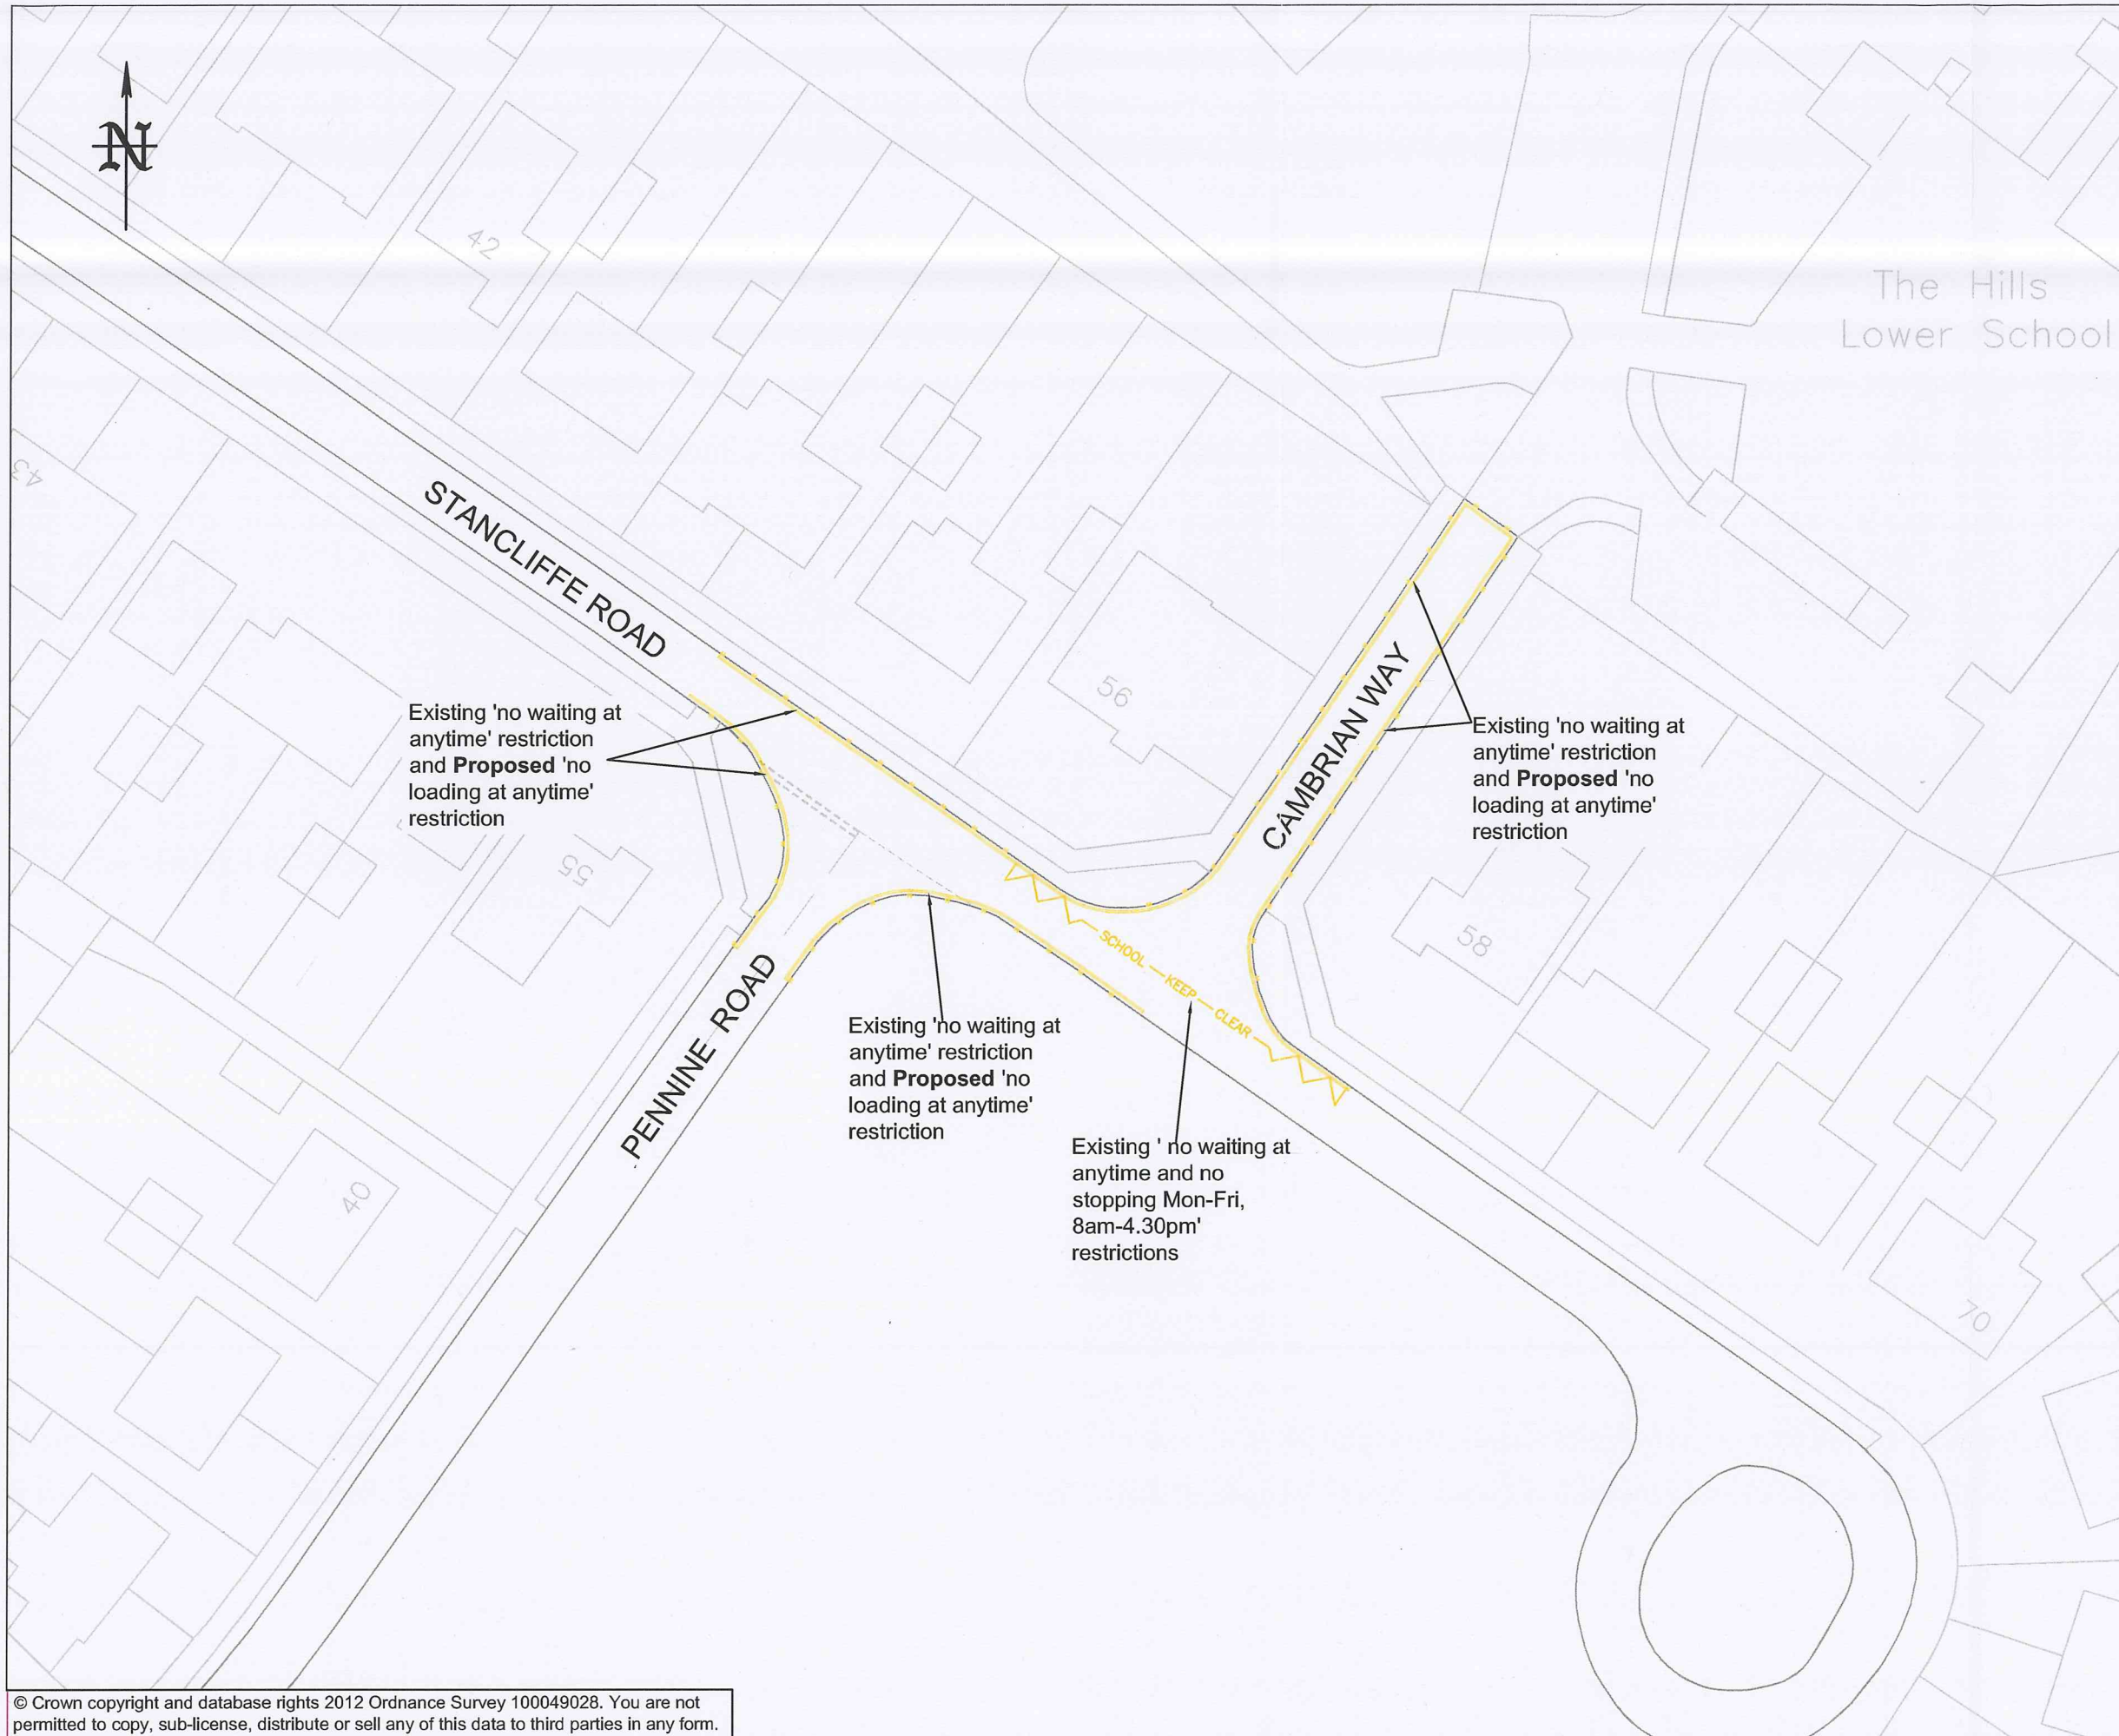 N
42
The Hills
Lower School
43
STANCLIFFE ROAD
56
Existing 'no waiting at
anytime' restriction
and Proposed 'no
loading at anytime'
restriction
CAMBRIAN WAY
Existing 'no waiting at
anytime' restriction
and Proposed 'no
loading at anytime'
restriction
55
58
SCHOOL KEEP CLEAR
PENNINE ROAD
Existing 'no waiting at
anytime' restriction
and Proposed 'no
loading at anytime'
restriction
Existing ' no waiting at
anytime and no
stopping Mon-Fri,
8am-4.30pm'
restrictions
40
70
© Crown copyright and database rights 2012 Ordnance Survey 100049028. You are not
permitted to copy, sub-license, distribute or sell any of this data to third parties in any form.